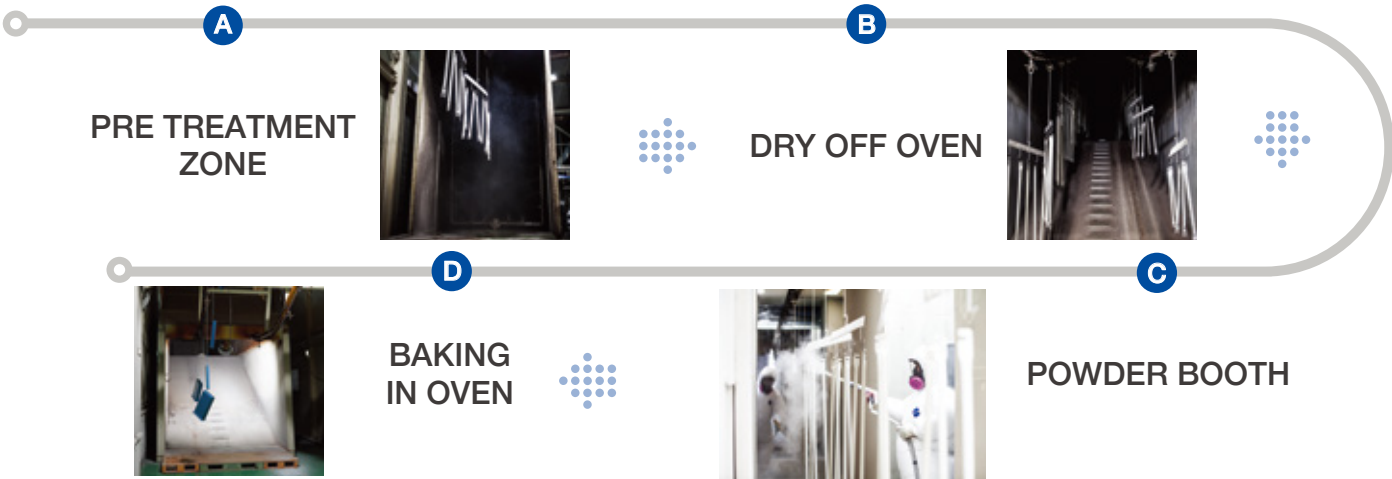 A
B
PRE TREATMENT
ZONE
DRY OFF OVEN
D
C
BAKING
IN OVEN
POWDER BOOTH